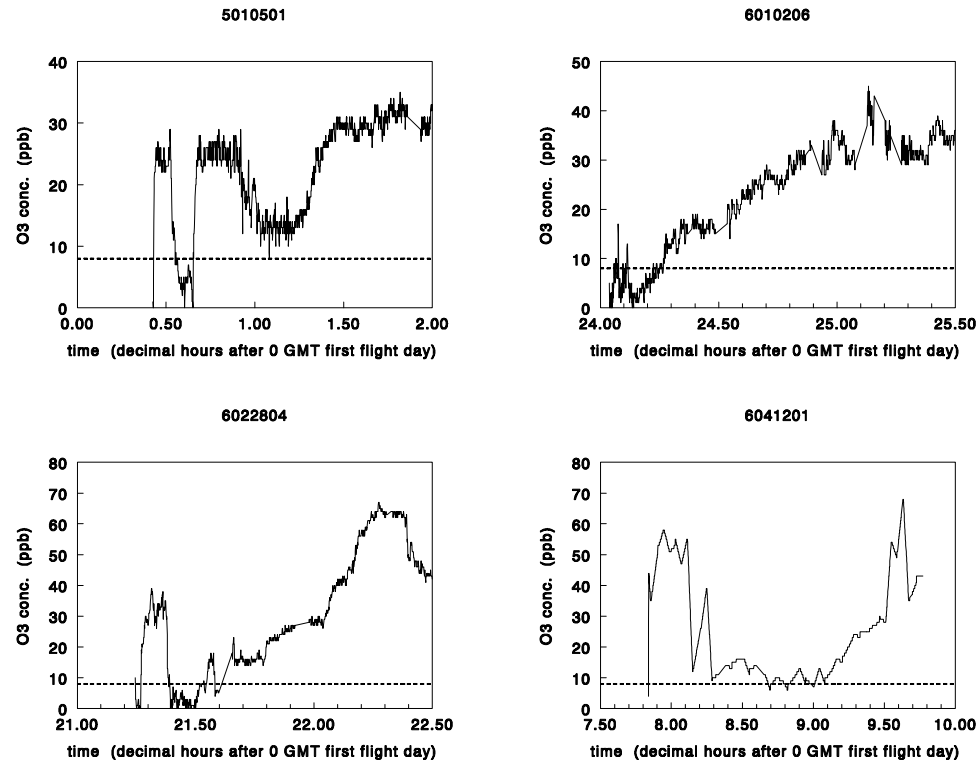 5010501
40
30
20
10
0
O3 conc. (ppb)
0.00 0.50 1.00 1.50 2.00
time (decimal hours after 0 GMT first flight day)
6010206
50
40
30
20
10
0
O3 conc. (ppb)
24.00 24.50 25.00 25.50
time (decimal hours after 0 GMT first flight day)
6022804
80
70
60
50
40
30
20
10
0
O3 conc. (ppb)
21.00 21.50 22.00 22.50
time (decimal hours after 0 GMT first flight day)
6041201
80
70
60
50
40
30
20
10
0
O3 conc. (ppb)
7.50 8.00 8.50 9.00 9.50 10.00
time (decimal hours after 0 GMT first flight day)